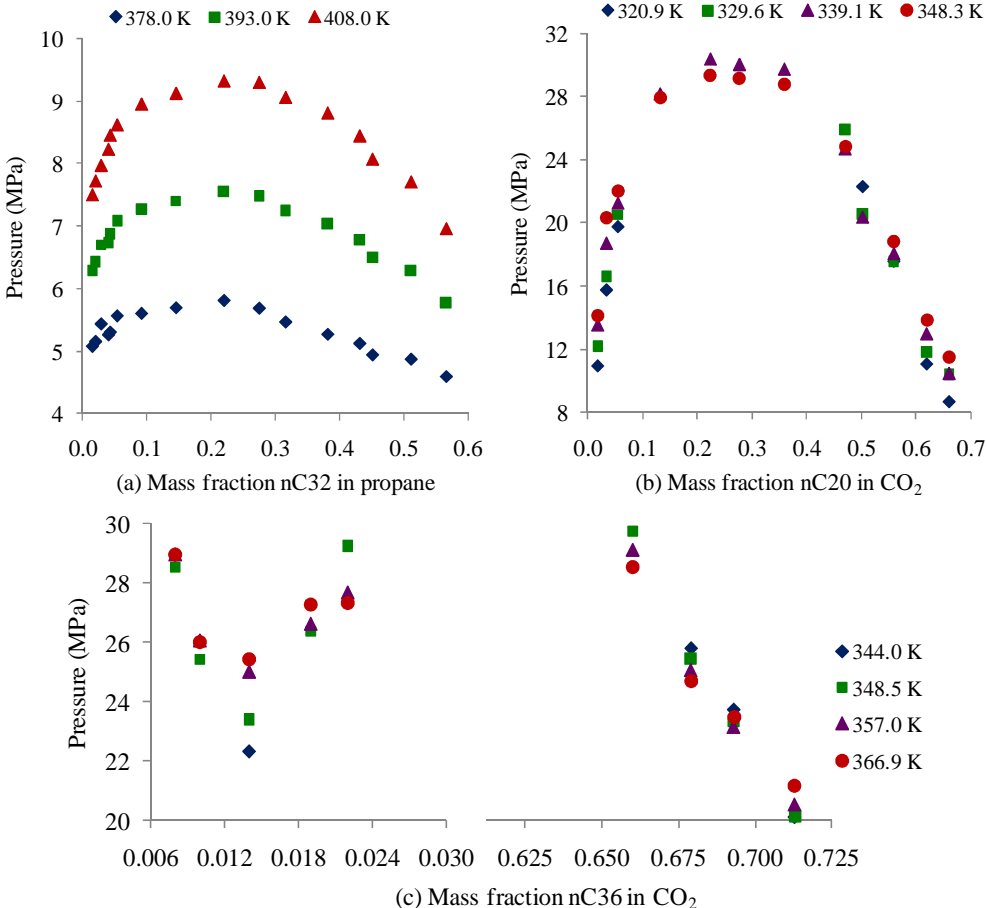 378.0 K 393.0 K 408.0 K
10
9
8
7
6
5
4
Pressure (MPa)
0.0 0.1 0.2 0.3 0.4 0.5 0.6
(a) Mass fraction nC32 in propane
320.9 K 329.6 K 339.1 K 348.3 K
32
28
24
20
16
12
8
Pressure (MPa)
0.0 0.1 0.2 0.3 0.4 0.5 0.6 0.7
(b) Mass fraction nC20 in CO₂
30
28
26
24
22
20
Pressure (MPa)
0.006 0.012 0.018 0.024 0.030
0.625 0.650 0.675 0.700 0.725
344.0 K
348.5 K
357.0 K
366.9 K
(c) Mass fraction nC36 in CO₂